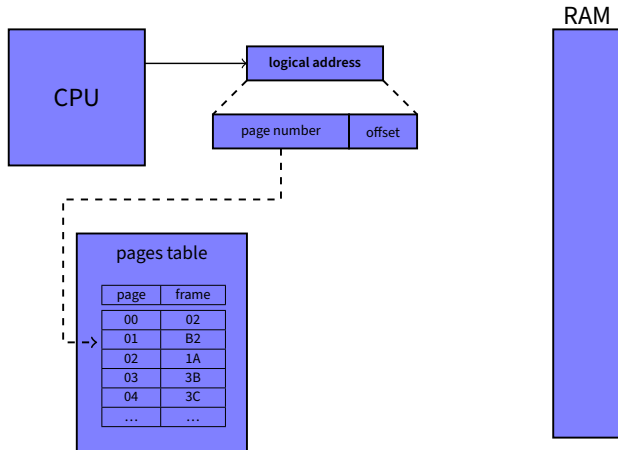 RAM
CPU
logical address
page number offset
pages table
page frame
00 02
01 B2
02 1A
03 3B
04 3C
… …